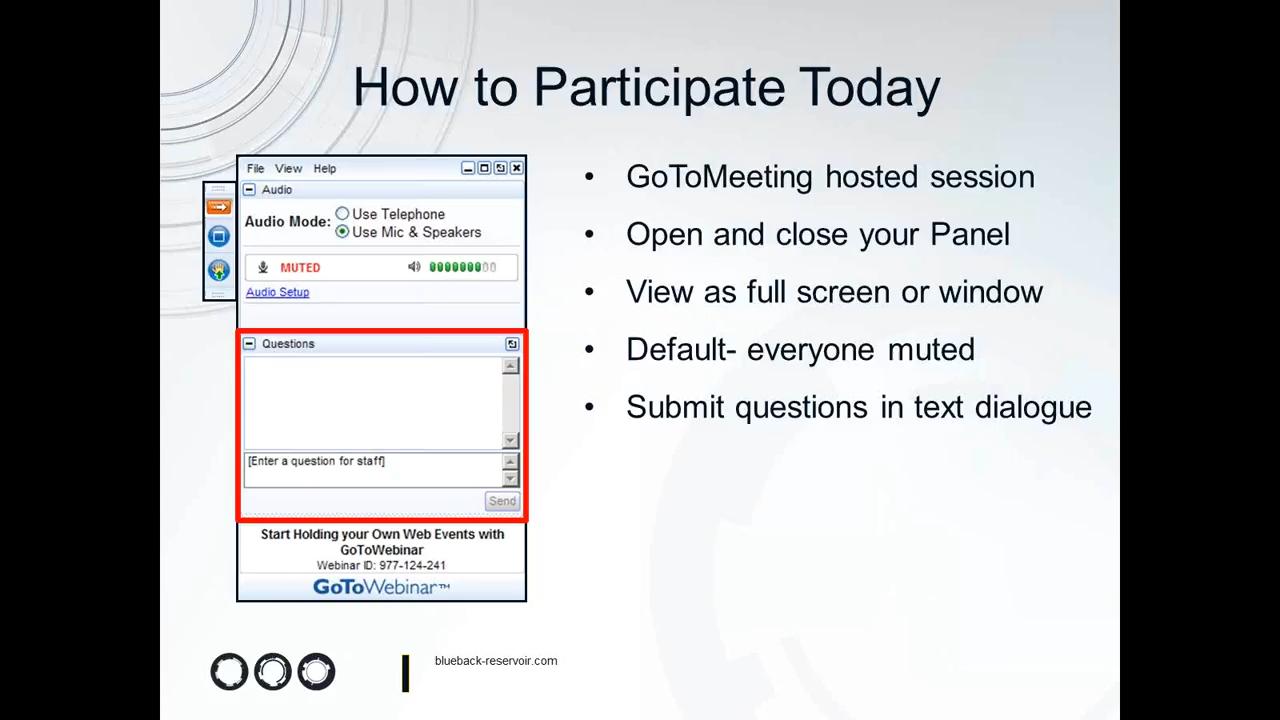 How to Participate Today
File View Help
Audio
Audio Mode: Use Telephone
Use Mic & Speakers
MUTED
Audio Setup
Questions
[Enter a question for staff]
Send
Start Holding your Own Web Events with
GoToWebinar
Webinar ID: 977-124-241
GoToWebinar™
• GoToMeeting hosted session
• Open and close your Panel
• View as full screen or window
• Default- everyone muted
• Submit questions in text dialogue
blueback-reservoir.com